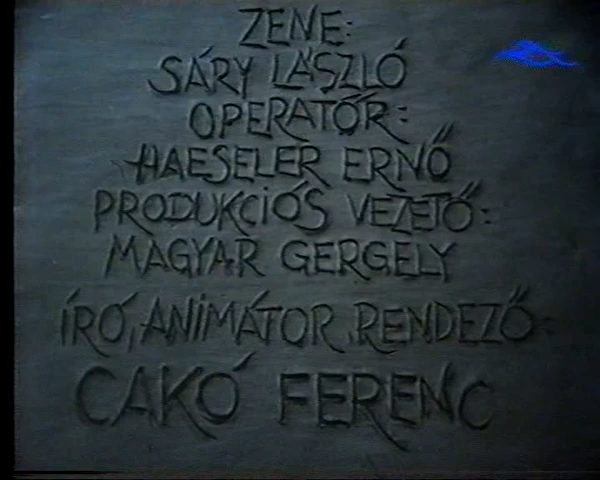 ZENE:
SÁRY LÁSZLÓ
OPERATŐR:
HAESELER ERNŐ
PRODUKCIÓS VEZETŐ:
MAGYAR GERGELY
ÍRÓ, ANIMÁTOR, RENDEZŐ:
CAKÓ FERENC